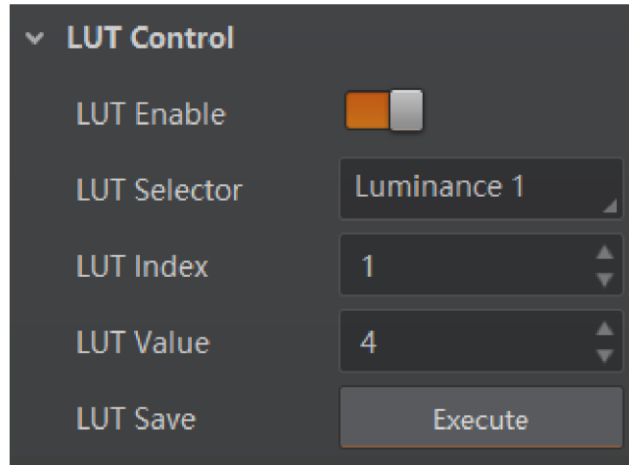 LUT Control
LUT Enable
LUT Selector Luminance 1
LUT Index 1
LUT Value 4
LUT Save Execute